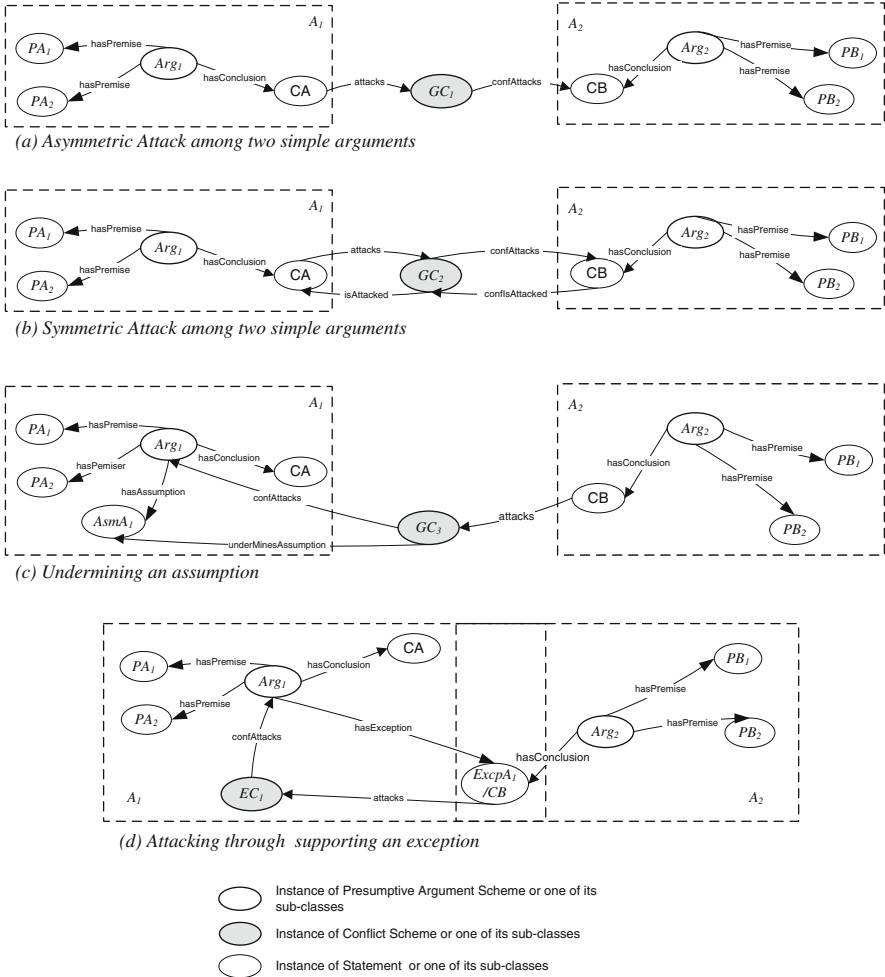 A1
A2
PA1
hasPremise
Arg1
hasPremise
PA2
hasConclusion
CA
attacks
GC1
confAttacks
CB
hasConclusion
Arg2
hasPremise
PB1
hasPremise
PB2
(a) Asymmetric Attack among two simple arguments
A1
A2
PA1
hasPremise
Arg1
hasPremise
PA2
hasConclusion
CA
attacks
isAttacked
GC2
confAttacks
confIsAttacked
CB
hasConclusion
Arg2
hasPremise
PB1
hasPremise
PB2
(b) Symmetric Attack among two simple arguments
A1
A2
PA1
hasPremise
Arg1
hasPemiser
PA2
hasConclusion
CA
hasAssumption
confAttacks
AsmA1
underMinesAssumption
GC3
attacks
CB
hasConclusion
Arg2
hasPremise
PB1
hasPremise
PB2
(c) Undermining an assumption
CA
PA1
hasPremise
hasConclusion
Arg1
hasPremise
PA2
confAttacks
hasException
PB1
hasPremise
Arg2
hasPremise
PB2
hasConclusion
ExcpA1
/CB
EC1
attacks
A1
A2
(d) Attacking through supporting an exception
Instance of Presumptive Argument Scheme or one of its
sub-classes
Instance of Conflict Scheme or one of its sub-classes
Instance of Statement or one of its sub-classes